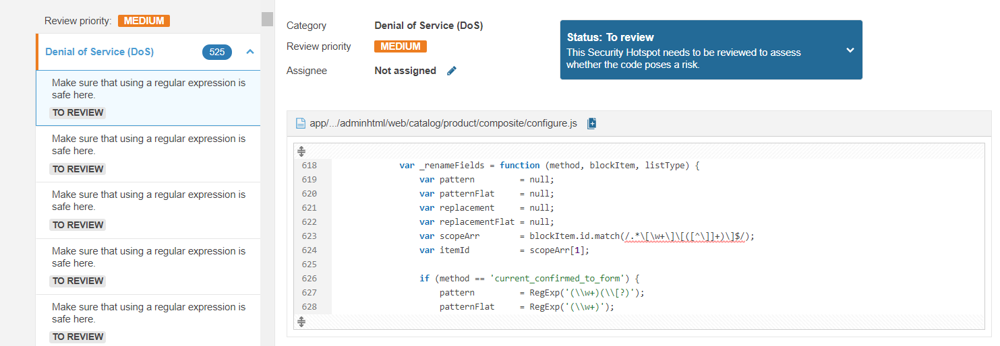 Review priority: MEDIUM
Denial of Service (DoS) 525
Make sure that using a regular expression is
safe here.
TO REVIEW
Make sure that using a regular expression is
safe here.
TO REVIEW
Make sure that using a regular expression is
safe here.
TO REVIEW
Make sure that using a regular expression is
safe here.
TO REVIEW
Make sure that using a regular expression is
safe here.
TO REVIEW
Category Denial of Service (DoS)
Review priority MEDIUM
Assignee Not assigned
Status: To review
This Security Hotspot needs to be reviewed to assess
whether the code poses a risk.
app/.../adminhtml/web/catalog/product/composite/configure.js
618 var _renameFields = function (method, blockItem, listType) {
619 var pattern = null;
620 var patternFlat = null;
621 var replacement = null;
622 var replacementFlat = null;
623 var scopeArr = blockItem.id.match(/.*\[\w+\]\[([^\]]+)\]$/);
624 var itemId = scopeArr[1];
625
626 if (method == 'current_confirmed_to_form') {
627 pattern = RegExp('(\\w+)(\\[?)');
628 patternFlat = RegExp('(\\w+)');